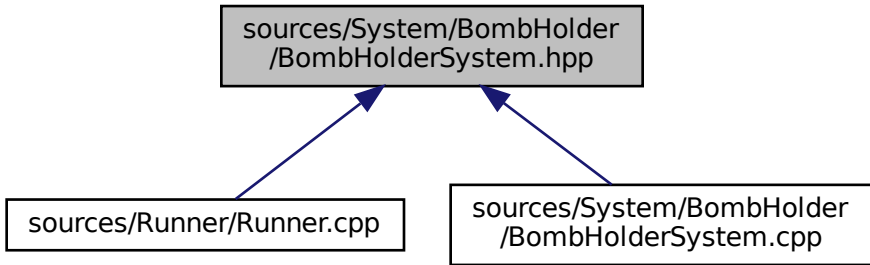 sources/System/BombHolder
/BombHolderSystem.hpp
sources/Runner/Runner.cpp
sources/System/BombHolder
/BombHolderSystem.cpp